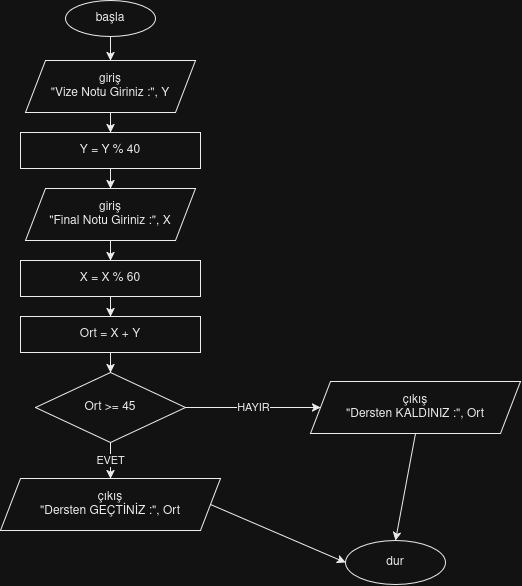 başla
giriş
"Vize Notu Giriniz :", Y
Y = Y % 40
giriş
"Final Notu Giriniz :", X
X = X % 60
Ort = X + Y
Ort >= 45
HAYIR
çıkış
"Dersten KALDINIZ :", Ort
EVET
çıkış
"Dersten GEÇTİNİZ :", Ort
dur